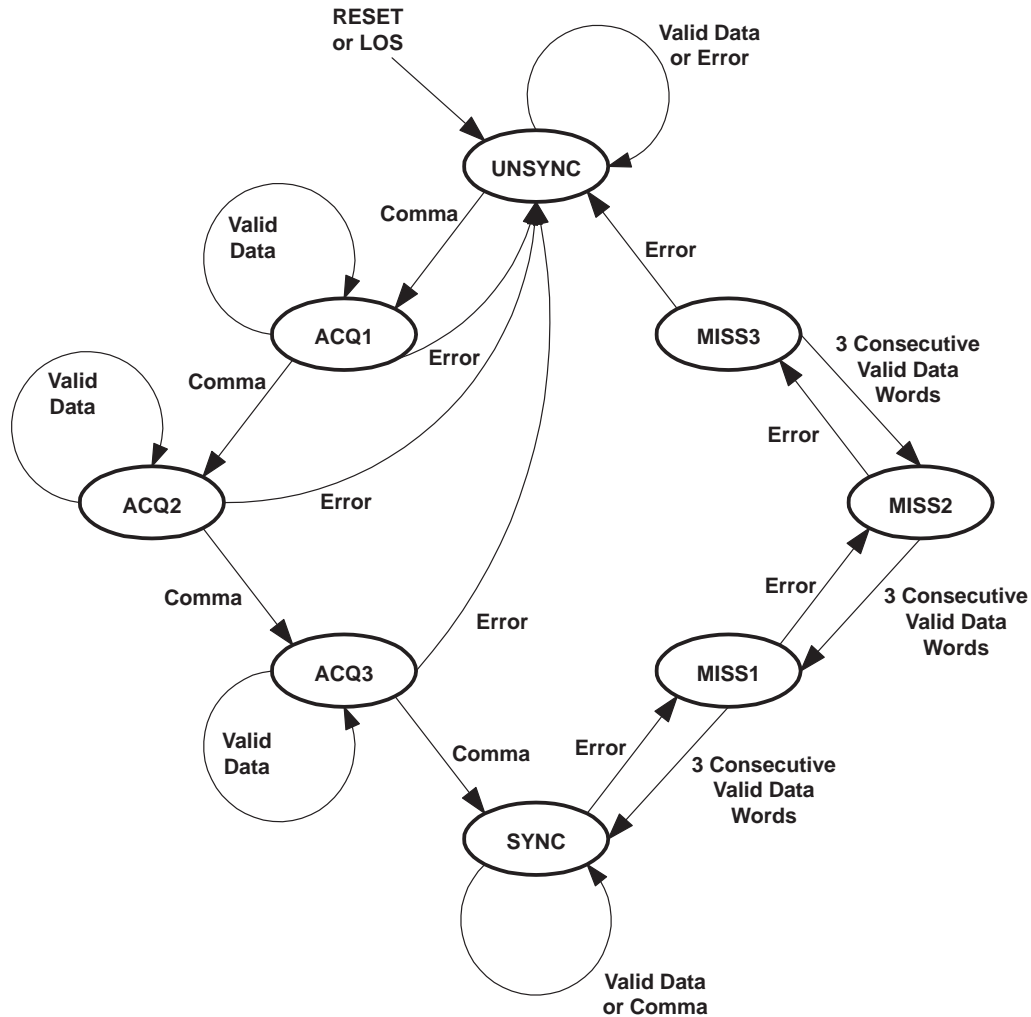 RESET
or LOS
Valid Data
or Error
UNSYNC
Comma
Valid
Data
Error
ACQ1
MISS3
Error
3 Consecutive
Valid Data
Words
Comma
Valid
Data
Error
ACQ2
Error
MISS2
Comma
Error
3 Consecutive
Valid Data
Words
Error
ACQ3
MISS1
Valid
Data
Comma
Error
3 Consecutive
Valid Data
Words
SYNC
Valid Data
or Comma